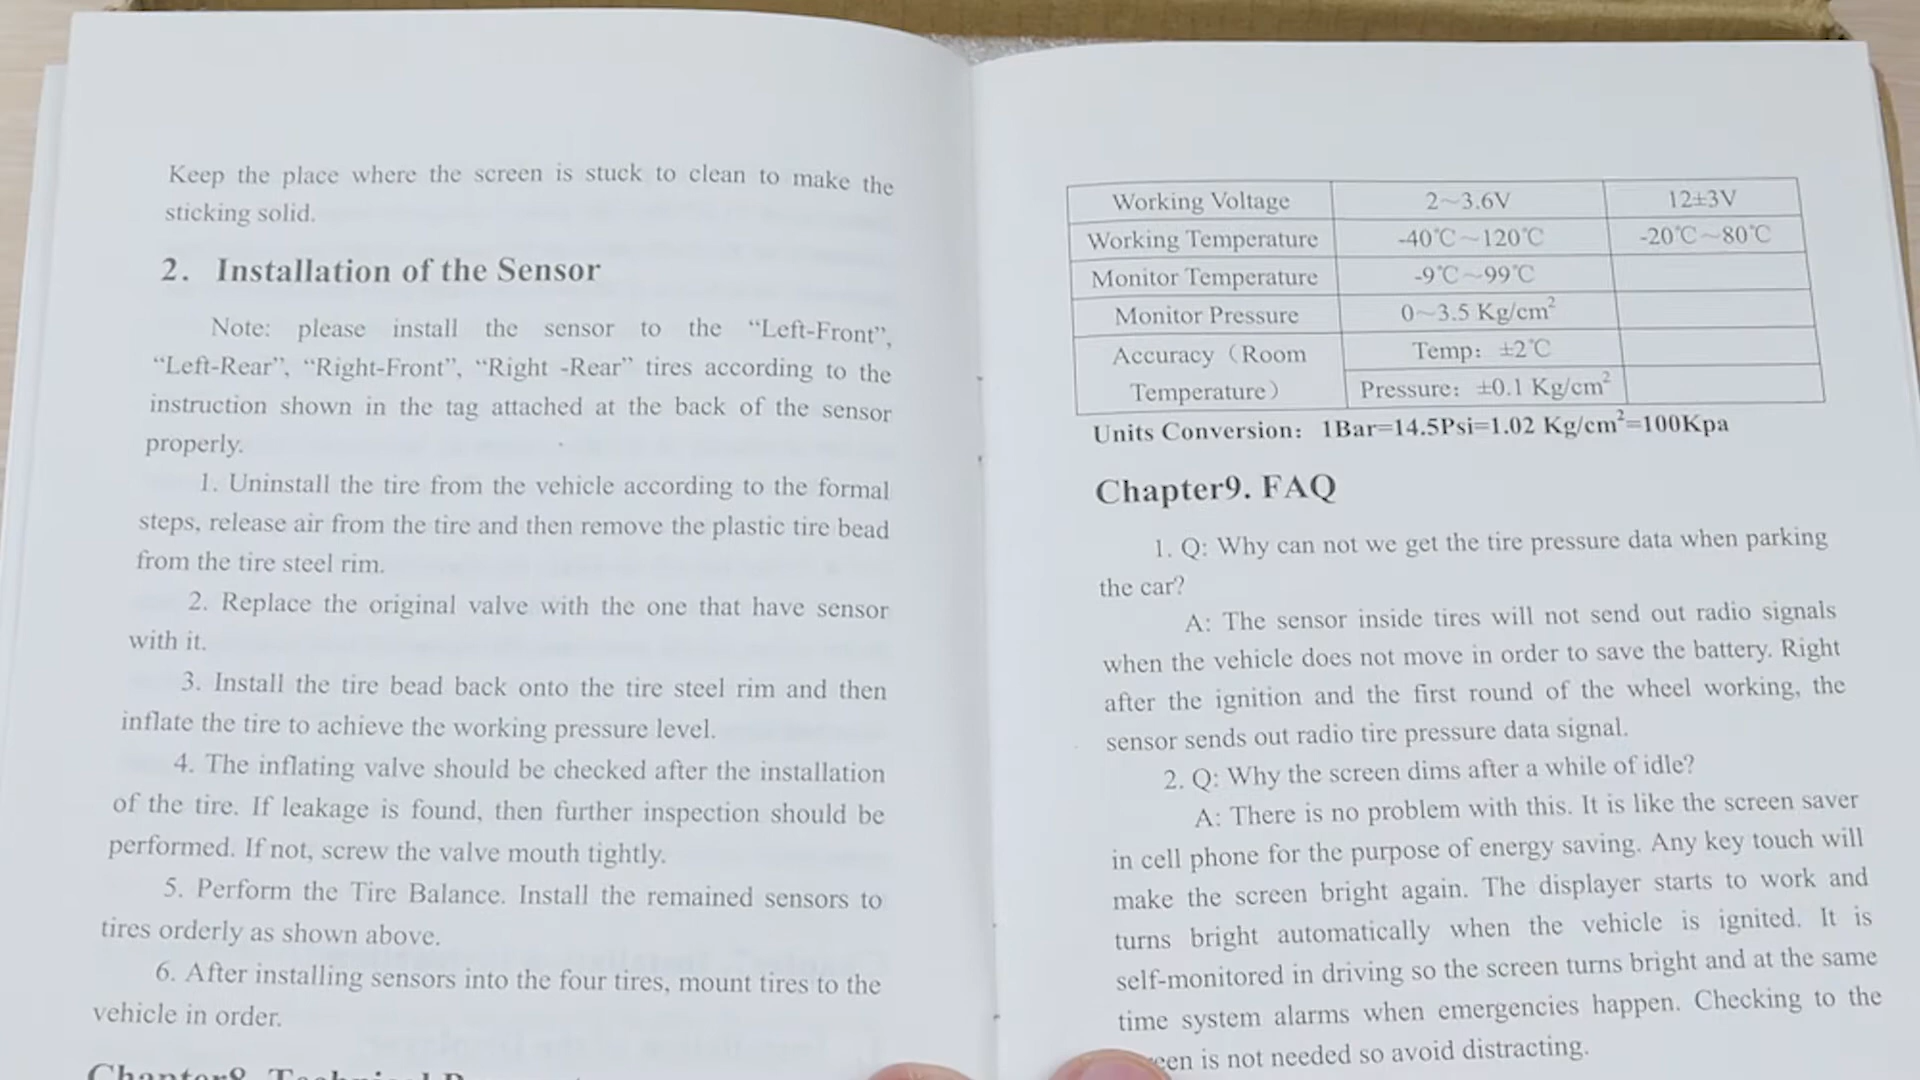 Keep the place where the screen is stuck to clean to make the
sticking solid.
2. Installation of the Sensor
Note: please install the sensor to the “Left-Front”,
“Left-Rear”, “Right-Front”, “Right -Rear” tires according to the
instruction shown in the tag attached at the back of the sensor
properly.
1. Uninstall the tire from the vehicle according to the formal
steps, release air from the tire and then remove the plastic tire bead
from the tire steel rim.
2. Replace the original valve with the one that have sensor
with it.
3. Install the tire bead back onto the tire steel rim and then
inflate the tire to achieve the working pressure level.
4. The inflating valve should be checked after the installation
of the tire. If leakage is found, then further inspection should be
performed. If not, screw the valve mouth tightly.
5. Perform the Tire Balance. Install the remained sensors to
tires orderly as shown above.
6. After installing sensors into the four tires, mount tires to the
vehicle in order.
Working Voltage 2~3.6V 12±3V
Working Temperature -40℃~120℃ -20℃~80℃
Monitor Temperature -9℃~99℃
Monitor Pressure 0~3.5 Kg/cm²
Accuracy（Room Temp: ±2℃
Temperature） Pressure: ±0.1 Kg/cm²
Units Conversion: 1Bar=14.5Psi=1.02 Kg/cm²=100Kpa
Chapter9. FAQ
1. Q: Why can not we get the tire pressure data when parking
the car?
A: The sensor inside tires will not send out radio signals
when the vehicle does not move in order to save the battery. Right
after the ignition and the first round of the wheel working, the
sensor sends out radio tire pressure data signal.
2. Q: Why the screen dims after a while of idle?
A: There is no problem with this. It is like the screen saver
in cell phone for the purpose of energy saving. Any key touch will
make the screen bright again. The displayer starts to work and
turns bright automatically when the vehicle is ignited. It is
self-monitored in driving so the screen turns bright and at the same
time system alarms when emergencies happen. Checking to the
is not needed so avoid distracting.